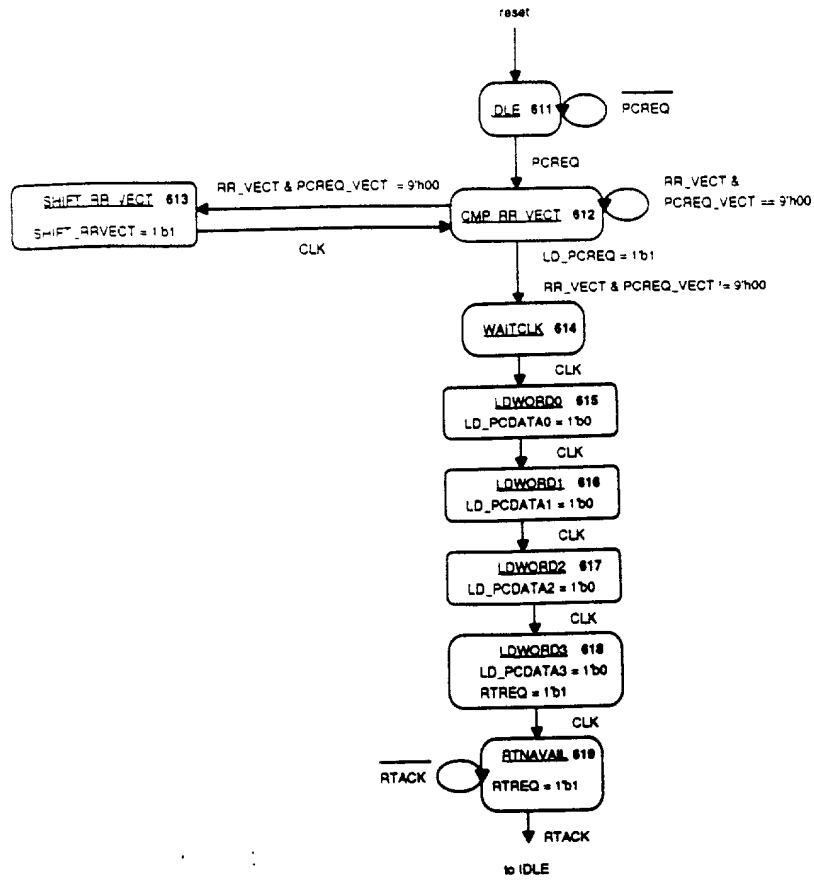 reset
DLE 611
PCREQ
PCREQ
RR_VECT & PCREQ_VECT = 9'h00
RR_VECT &
PCREQ_VECT == 9'h00
SHIFT_RR_VECT 613
SHIFT_RRVECT = 1'b1
CMP_RR_VECT 612
CLK
LD_PCREQ = 1'b1
RR_VECT & PCREQ_VECT != 9'h00
WAITCLK 614
CLK
LDWORD0 615
LD_PCDATA0 = 1'b0
CLK
LDWORD1 616
LD_PCDATA1 = 1'b0
CLK
LDWORD2 617
LD_PCDATA2 = 1'b0
CLK
LDWORD3 618
LD_PCDATA3 = 1'b0
RTREQ = 1'b1
CLK
RTNAVAIL 619
RTACK
RTREQ = 1'b1
RTACK
to IDLE